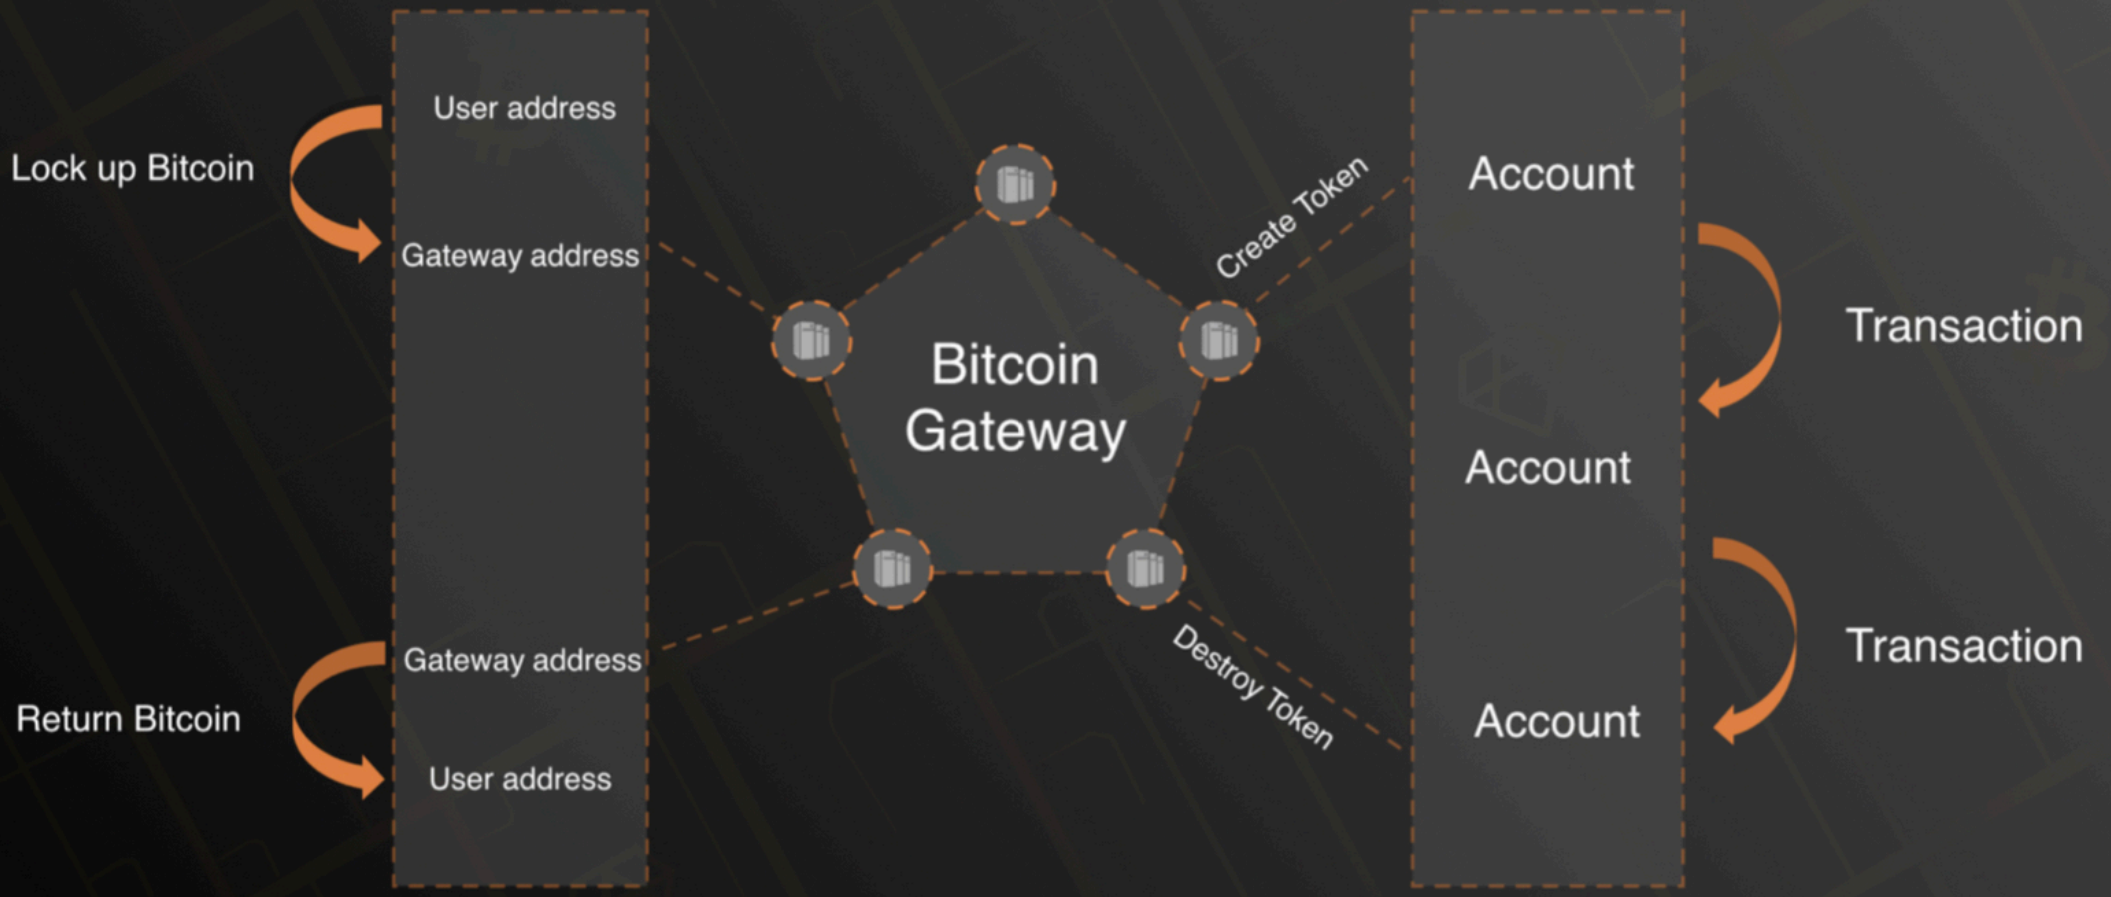 User address
Lock up Bitcoin
Gateway address
Gateway address
Return Bitcoin
User address
Bitcoin
Gateway
Create Token
Destroy Token
Account
Transaction
Account
Transaction
Account